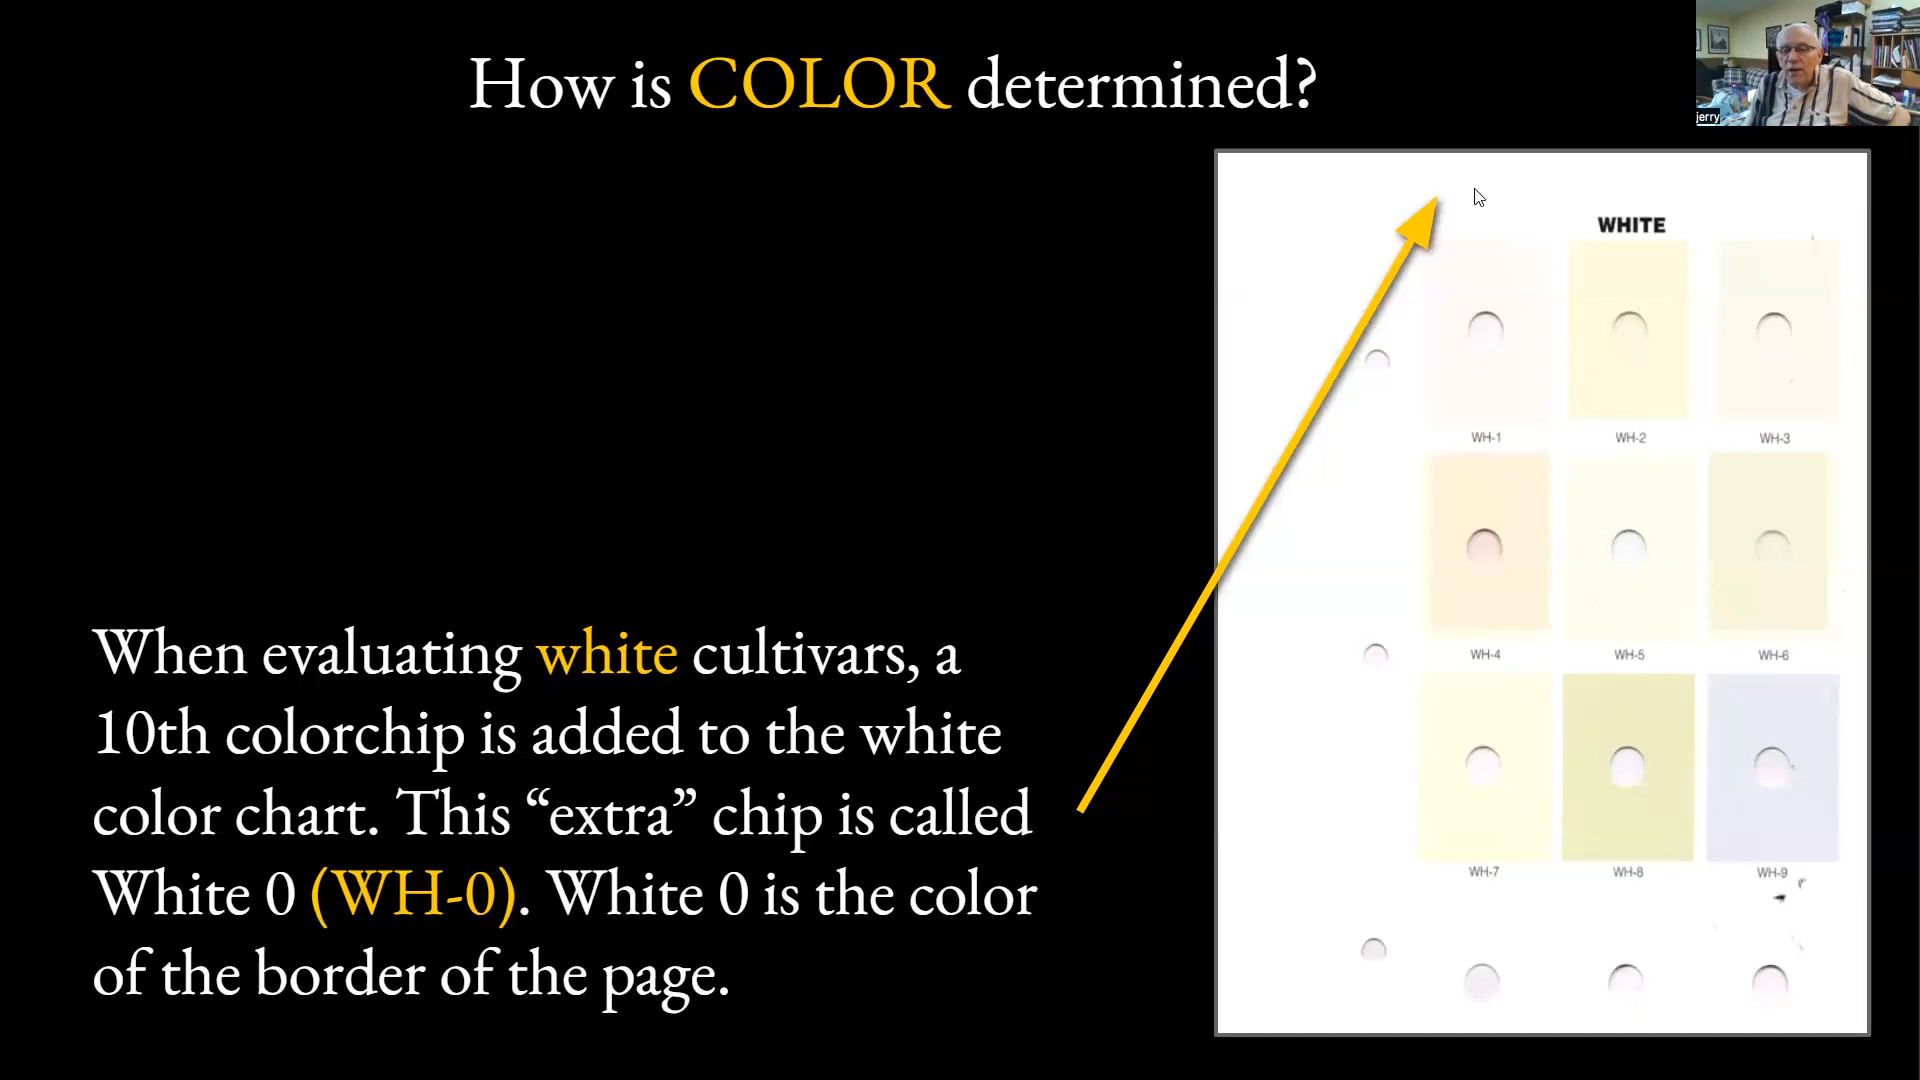 How is COLOR determined?
jerry
WHITE
WH-1 WH-2 WH-3
WH-4 WH-5 WH-6
WH-7 WH-8 WH-9
When evaluating white cultivars, a
10th colorchip is added to the white
color chart. This “extra” chip is called
White 0 (WH-0). White 0 is the color
of the border of the page.